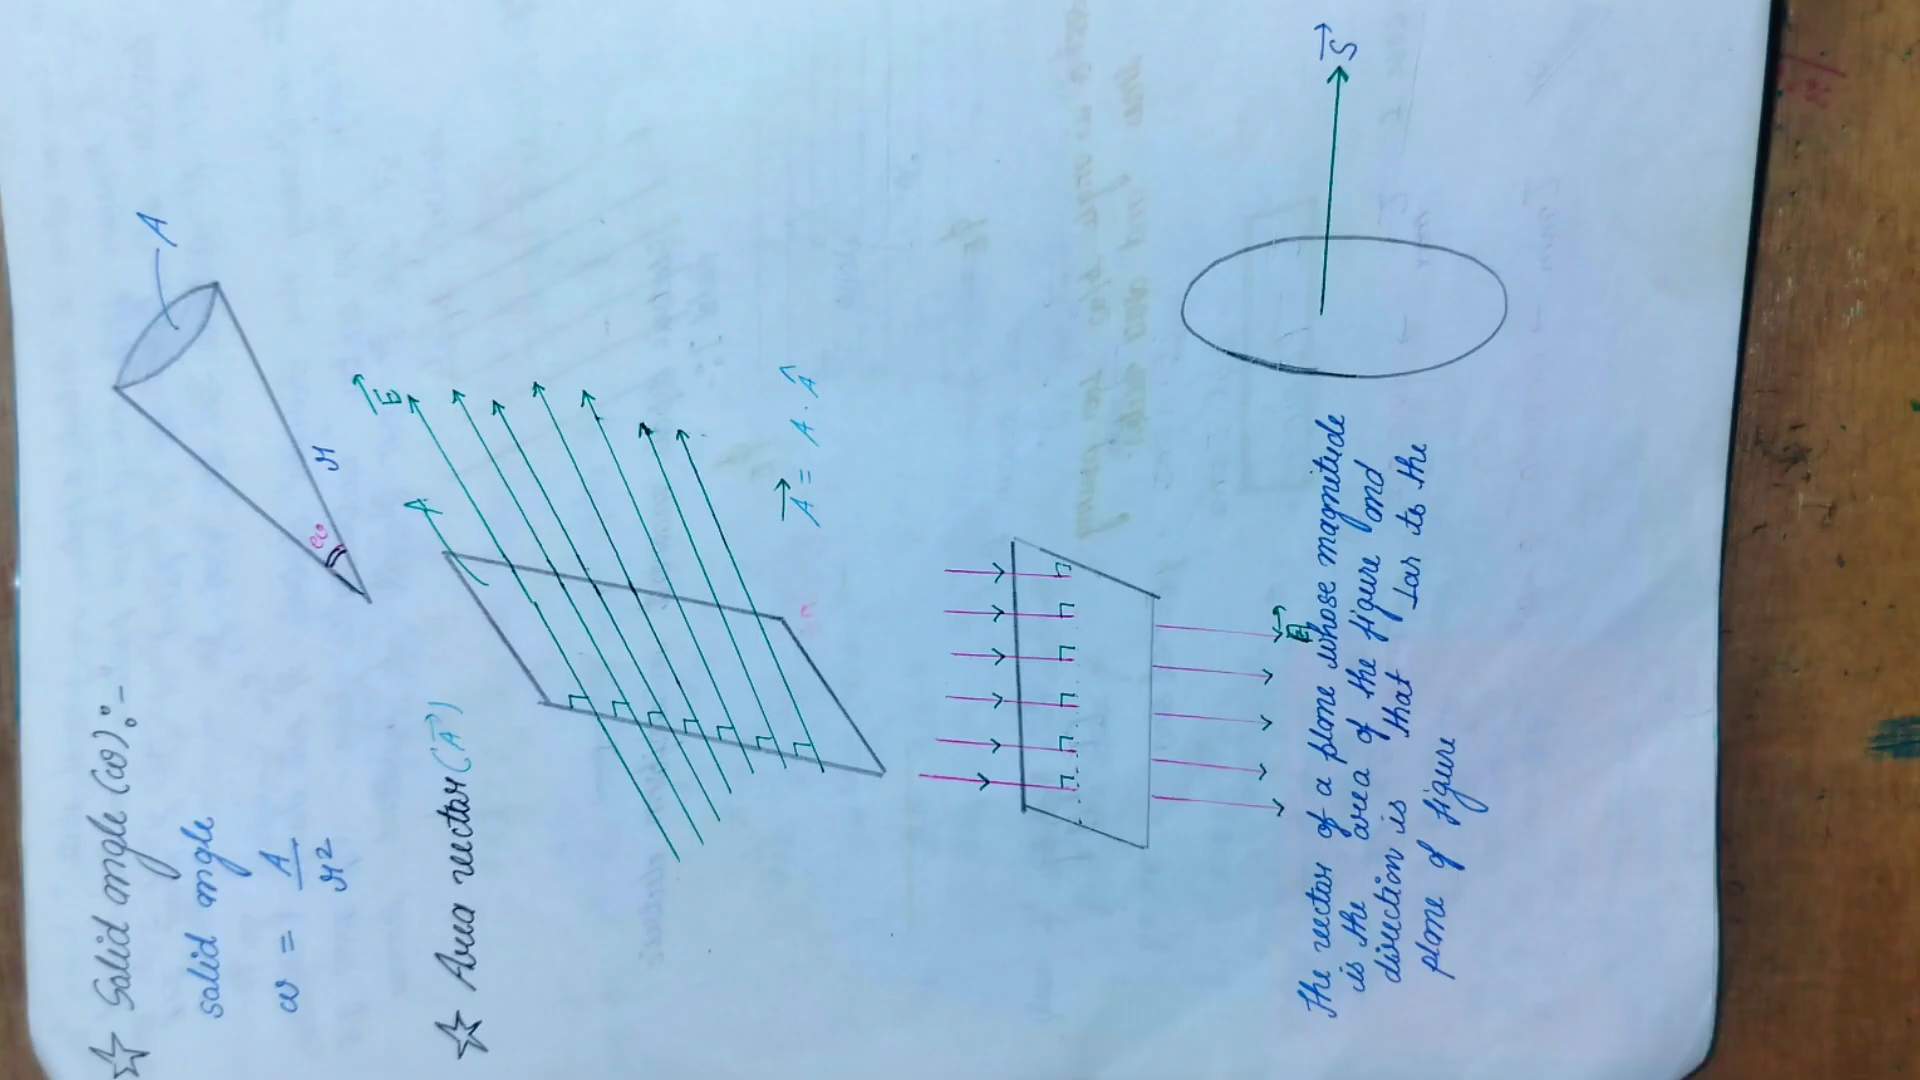 ☆ Solid angle (ω):-
A
solid angle
ω = A/r²
ω
r
☆ Area vector (A⃗)
A
E⃗
A⃗ = A · Â
E⃗
S⃗
The vector of a plane whose magnitude
is the area of the figure and
direction is that ⊥ar to the
plane of figure